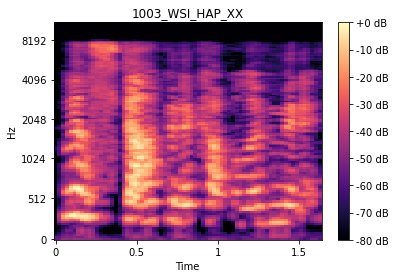 1003_WSI_HAP_XX
Hz
8192
4096
2048
1024
512
0
0
0.5
1
1.5
Time
+0 dB
-10 dB
-20 dB
-30 dB
-40 dB
-50 dB
-60 dB
-70 dB
-80 dB